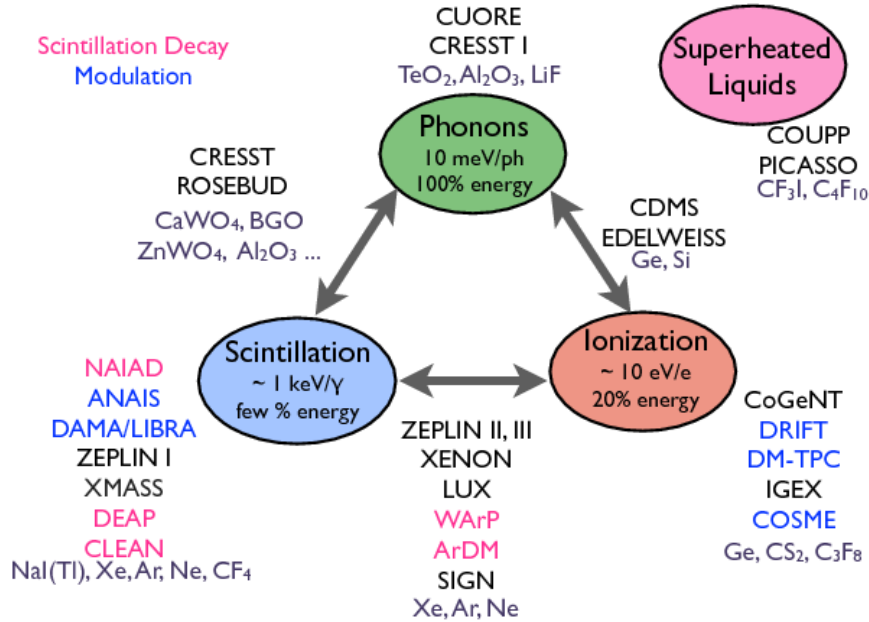 Scintillation Decay
Modulation
CUORE
CRESST I
TeO₂, Al₂O₃, LiF
Superheated
Liquids
COUPP
PICASSO
CF₃I, C₄F₁₀
Phonons
10 meV/ph
100% energy
CRESST
ROSEBUD
CaWO₄, BGO
ZnWO₄, Al₂O₃ ...
CDMS
EDELWEISS
Ge, Si
Scintillation
~ 1 keV/γ
few % energy
Ionization
~ 10 eV/e
20% energy
NAIAD
ANAIS
DAMA/LIBRA
ZEPLIN I
XMASS
DEAP
CLEAN
NaI(Tl), Xe, Ar, Ne, CF₄
ZEPLIN II, III
XENON
LUX
WArP
ArDM
SIGN
Xe, Ar, Ne
CoGeNT
DRIFT
DM-TPC
IGEX
COSME
Ge, CS₂, C₃F₈